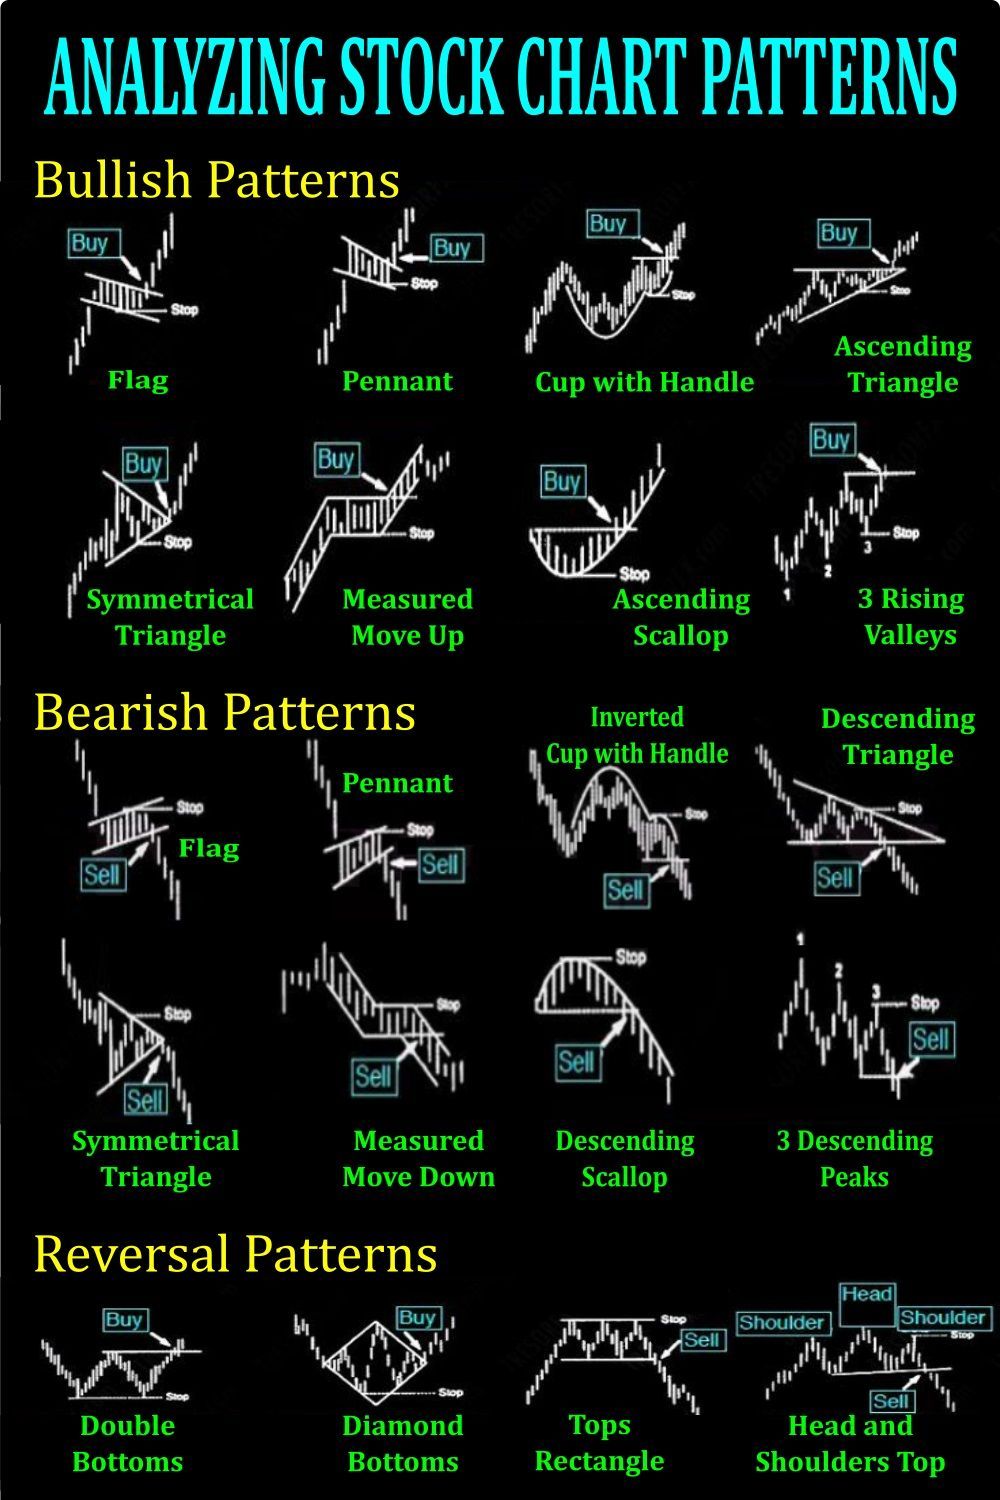 ANALYZING STOCK CHART PATTERNS
Bullish Patterns
Buy
Stop
Flag
Buy
Stop
Pennant
Buy
Stop
Cup with Handle
Buy
Stop
Ascending
Triangle
Buy
Stop
Symmetrical
Triangle
Buy
Stop
Measured
Move Up
Buy
Stop
Ascending
Scallop
Buy
Stop
1
2
3
3 Rising
Valleys
Bearish Patterns
Stop
Flag
Sell
Pennant
Stop
Sell
Inverted
Cup with Handle
Stop
Sell
Descending
Triangle
Stop
Sell
Stop
Sell
Symmetrical
Triangle
Stop
Sell
Measured
Move Down
Stop
Sell
Descending
Scallop
1
2
3
Stop
Sell
3 Descending
Peaks
Reversal Patterns
Buy
Stop
Double
Bottoms
Buy
Stop
Diamond
Bottoms
Stop
Sell
Tops
Rectangle
Head
Shoulder
Shoulder
Stop
Sell
Head and
Shoulders Top